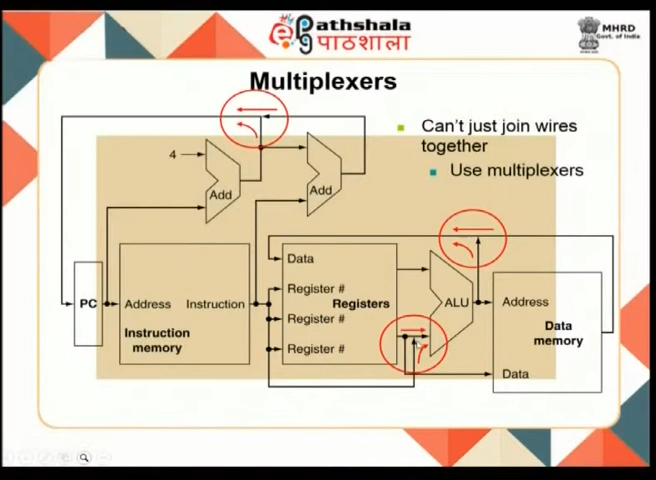 Pathshala
पाठशाला
MHRD
Govt. of India
Multiplexers
Can't just join wires
together
Use multiplexers
4
Add
Add
Data
Register #
Registers
Register #
Register #
PC
Address
Instruction
Instruction
memory
ALU
Address
Data
memory
Data